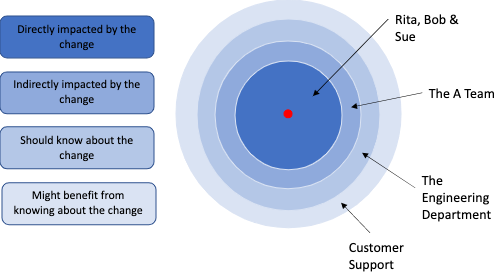 Directly impacted by the
change
Indirectly impacted by the
change
Should know about the
change
Might benefit from
knowing about the change
Rita, Bob &
Sue
The A Team
The
Engineering
Department
Customer
Support